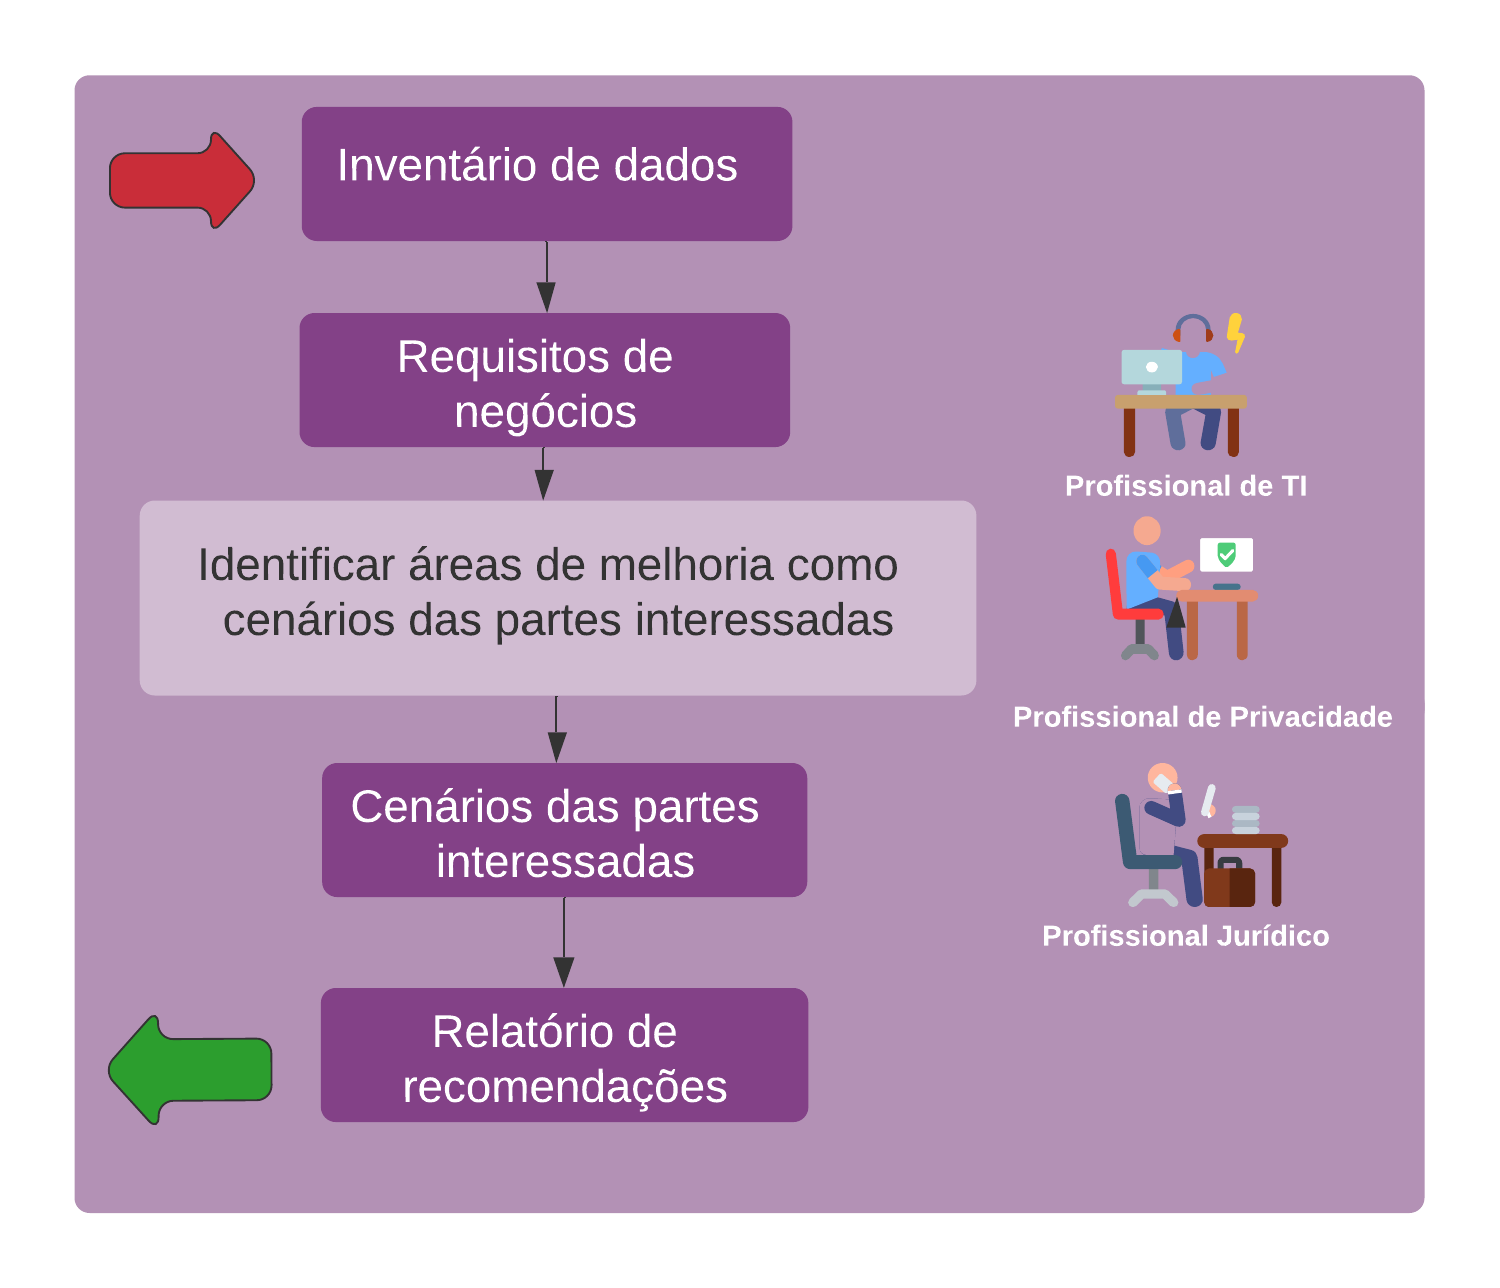 Inventário de dados
Requisitos de
negócios
Identificar áreas de melhoria como
cenários das partes interessadas
Cenários das partes
interessadas
Relatório de
recomendações
Profissional de TI
Profissional de Privacidade
Profissional Jurídico